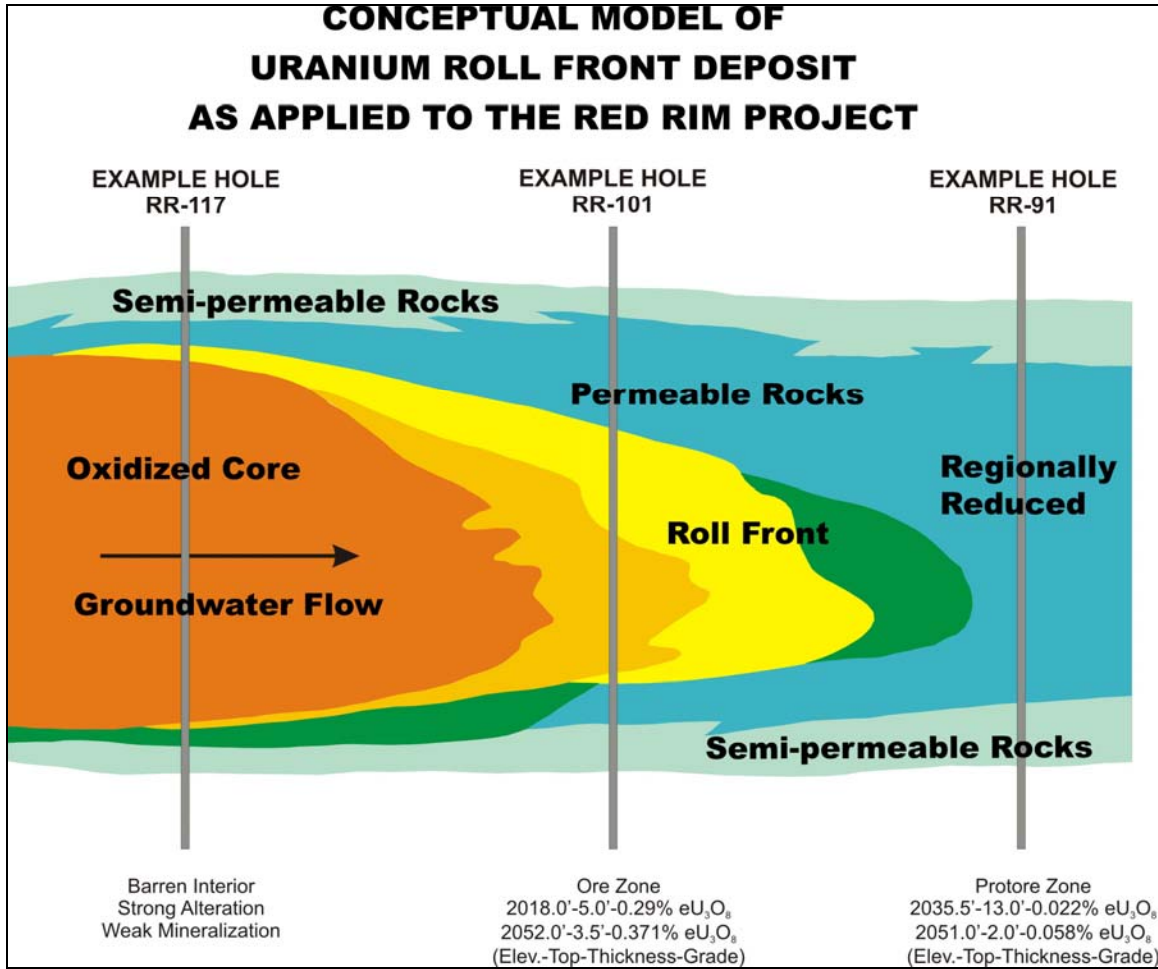 CONCEPTUAL MODEL OF
URANIUM ROLL FRONT DEPOSIT
AS APPLIED TO THE RED RIM PROJECT
EXAMPLE HOLE
RR-117
EXAMPLE HOLE
RR-101
EXAMPLE HOLE
RR-91
Semi-permeable Rocks
Permeable Rocks
Oxidized Core
Regionally
Reduced
Roll Front
Groundwater Flow
Semi-permeable Rocks
Barren Interior
Strong Alteration
Weak Mineralization
Ore Zone
2018.0'-5.0'-0.29% eU₃O₈
2052.0'-3.5'-0.371% eU₃O₈
(Elev.-Top-Thickness-Grade)
Protore Zone
2035.5'-13.0'-0.022% eU₃O₈
2051.0'-2.0'-0.058% eU₃O₈
(Elev.-Top-Thickness-Grade)